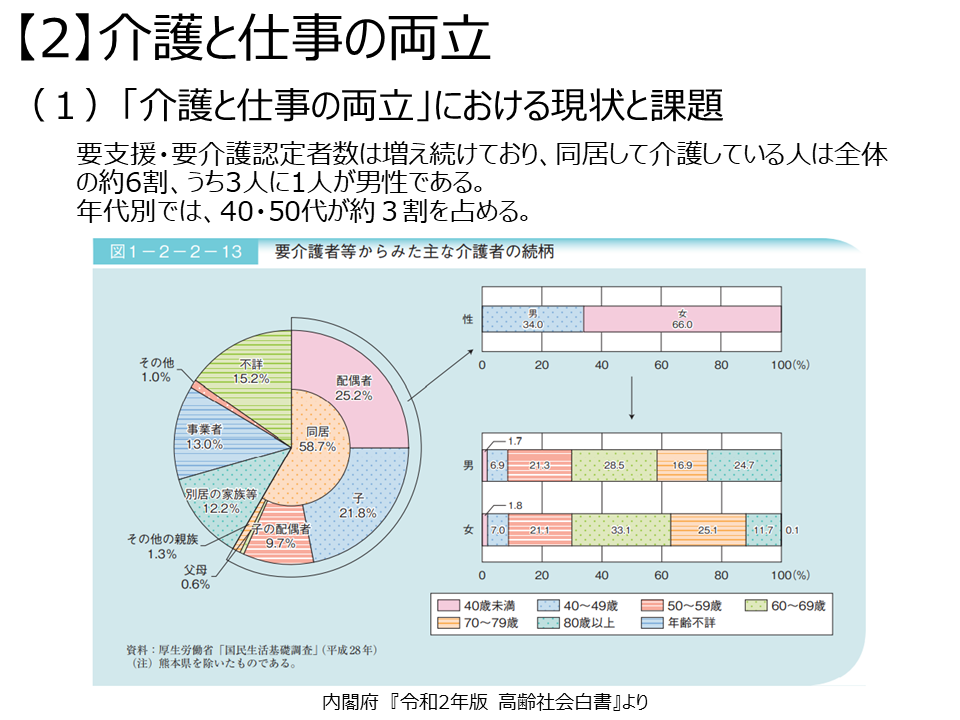 【2】介護と仕事の両立
（１）「介護と仕事の両立」における現状と課題
要支援・要介護認定者数は増え続けており、同居して介護している人は全体
の約6割、うち3人に1人が男性である。
年代別では、40・50代が約３割を占める。
図1－2－2－13 要介護者等からみた主な介護者の続柄
同居
58.7%
配偶者
25.2%
子
21.8%
子の配偶者
9.7%
父母
0.6%
その他の親族
1.3%
別居の家族等
12.2%
事業者
13.0%
その他
1.0%
不詳
15.2%
性
男
34.0
女
66.0
0 20 40 60 80 100(%)
男
1.7 6.9 21.3 28.5 16.9 24.7
女
1.8 7.0 21.1 33.1 25.1 11.7 0.1
0 20 40 60 80 100(%)
40歳未満 40～49歳 50～59歳 60～69歳
70～79歳 80歳以上 年齢不詳
資料：厚生労働省「国民生活基礎調査」（平成28年）
（注）熊本県を除いたものである。
内閣府 『令和2年版 高齢社会白書』より